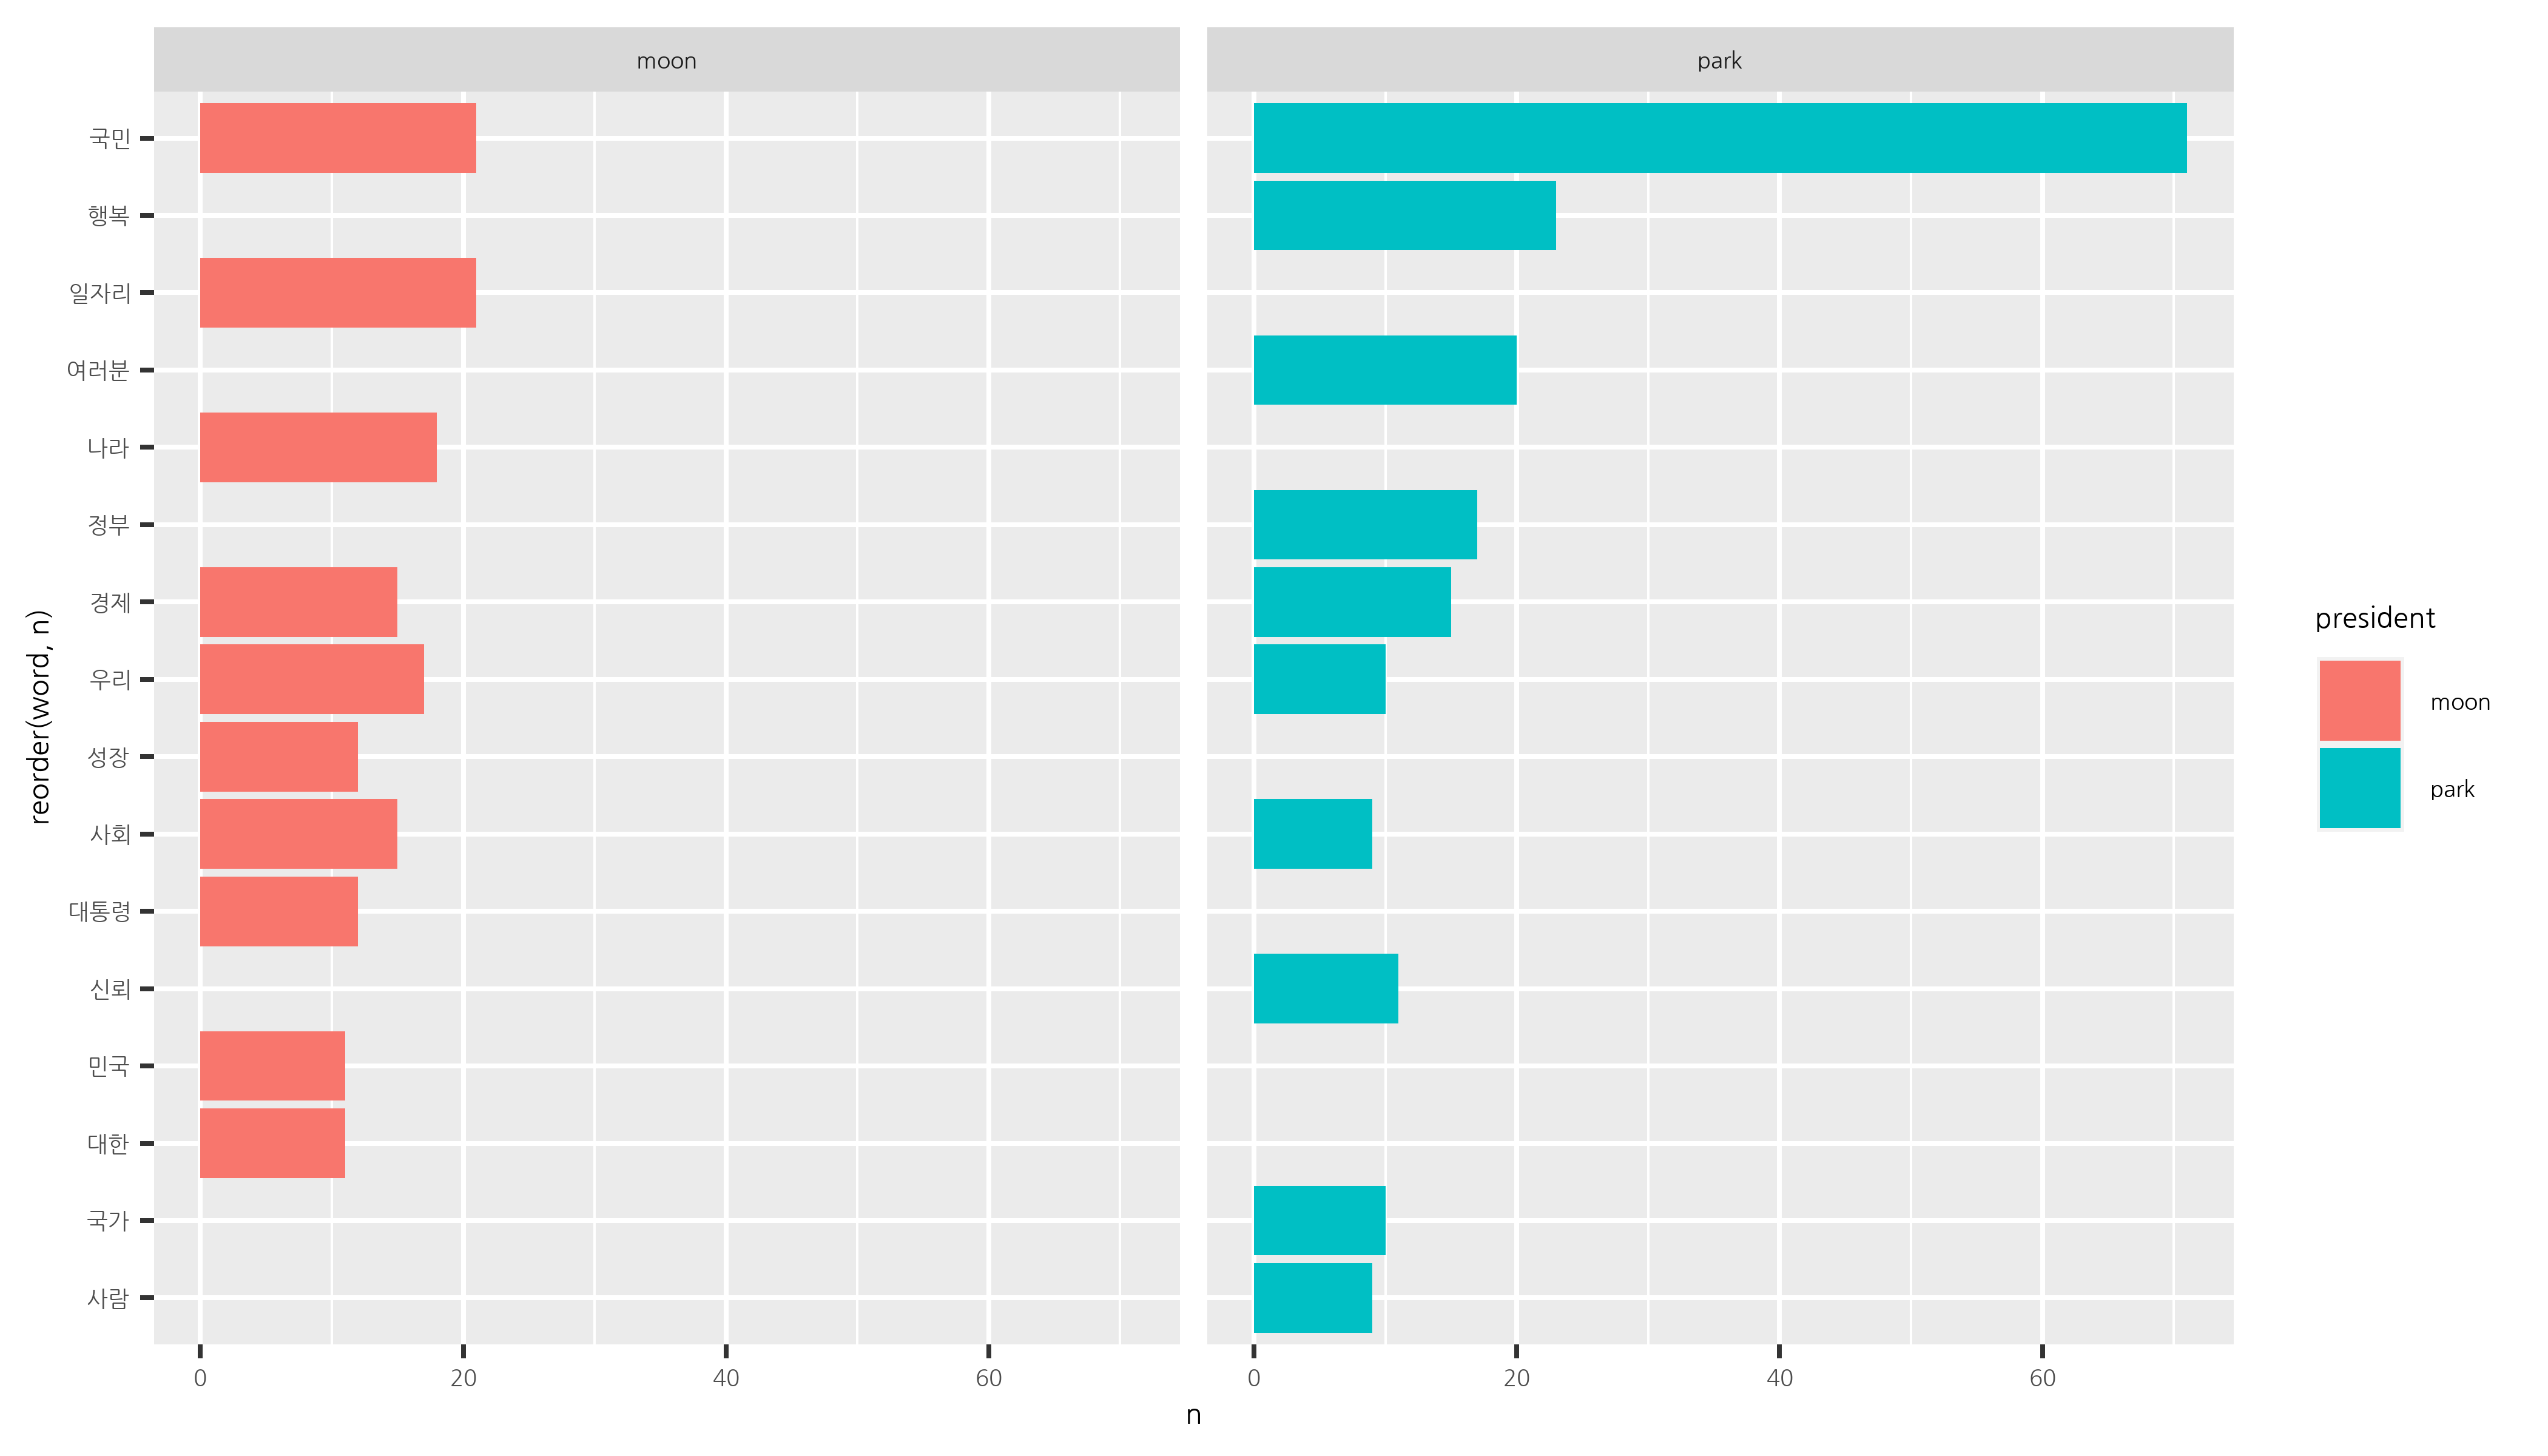 moon
park
국민
행복
일자리
여러분
나라
정부
경제
우리
성장
사회
대통령
신뢰
민국
대한
국가
사람
reorder(word, n)
0 20 40 60
0 20 40 60
n
president
moon
park